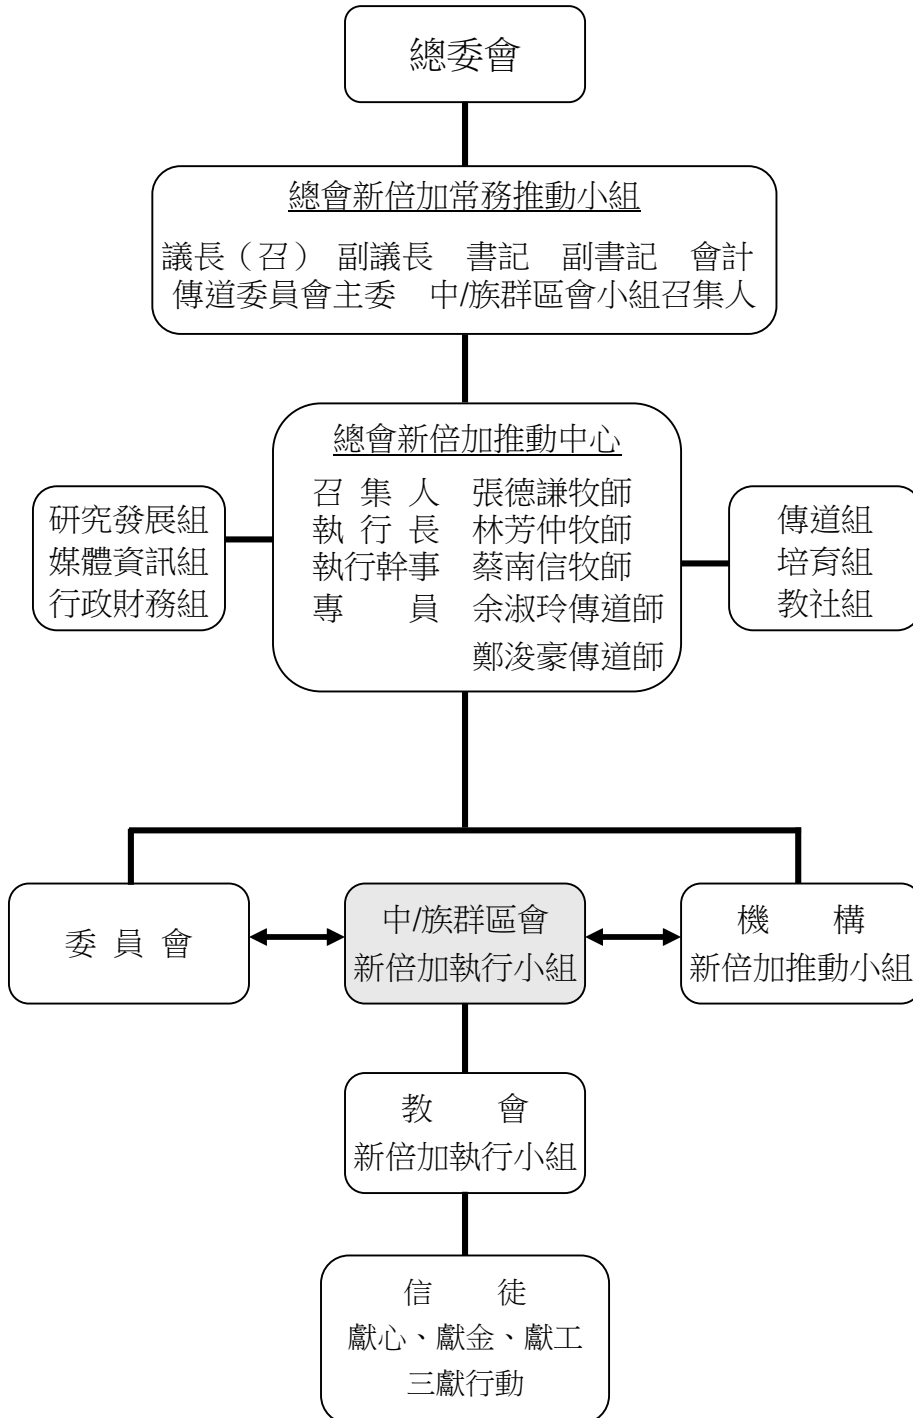 總委會
總會新倍加常務推動小組
議長（召） 副議長 書記 副書記 會計
傳道委員會主委 中/族群區會小組召集人
總會新倍加推動中心
召集人 張德謙牧師
執行長 林芳仲牧師
執行幹事 蔡南信牧師
專員 余淑玲傳道師
鄭浚豪傳道師
研究發展組
媒體資訊組
行政財務組
傳道組
培育組
教社組
委員會
中/族群區會
新倍加執行小組
機構
新倍加推動小組
教會
新倍加執行小組
信徒
獻心、獻金、獻工
三獻行動